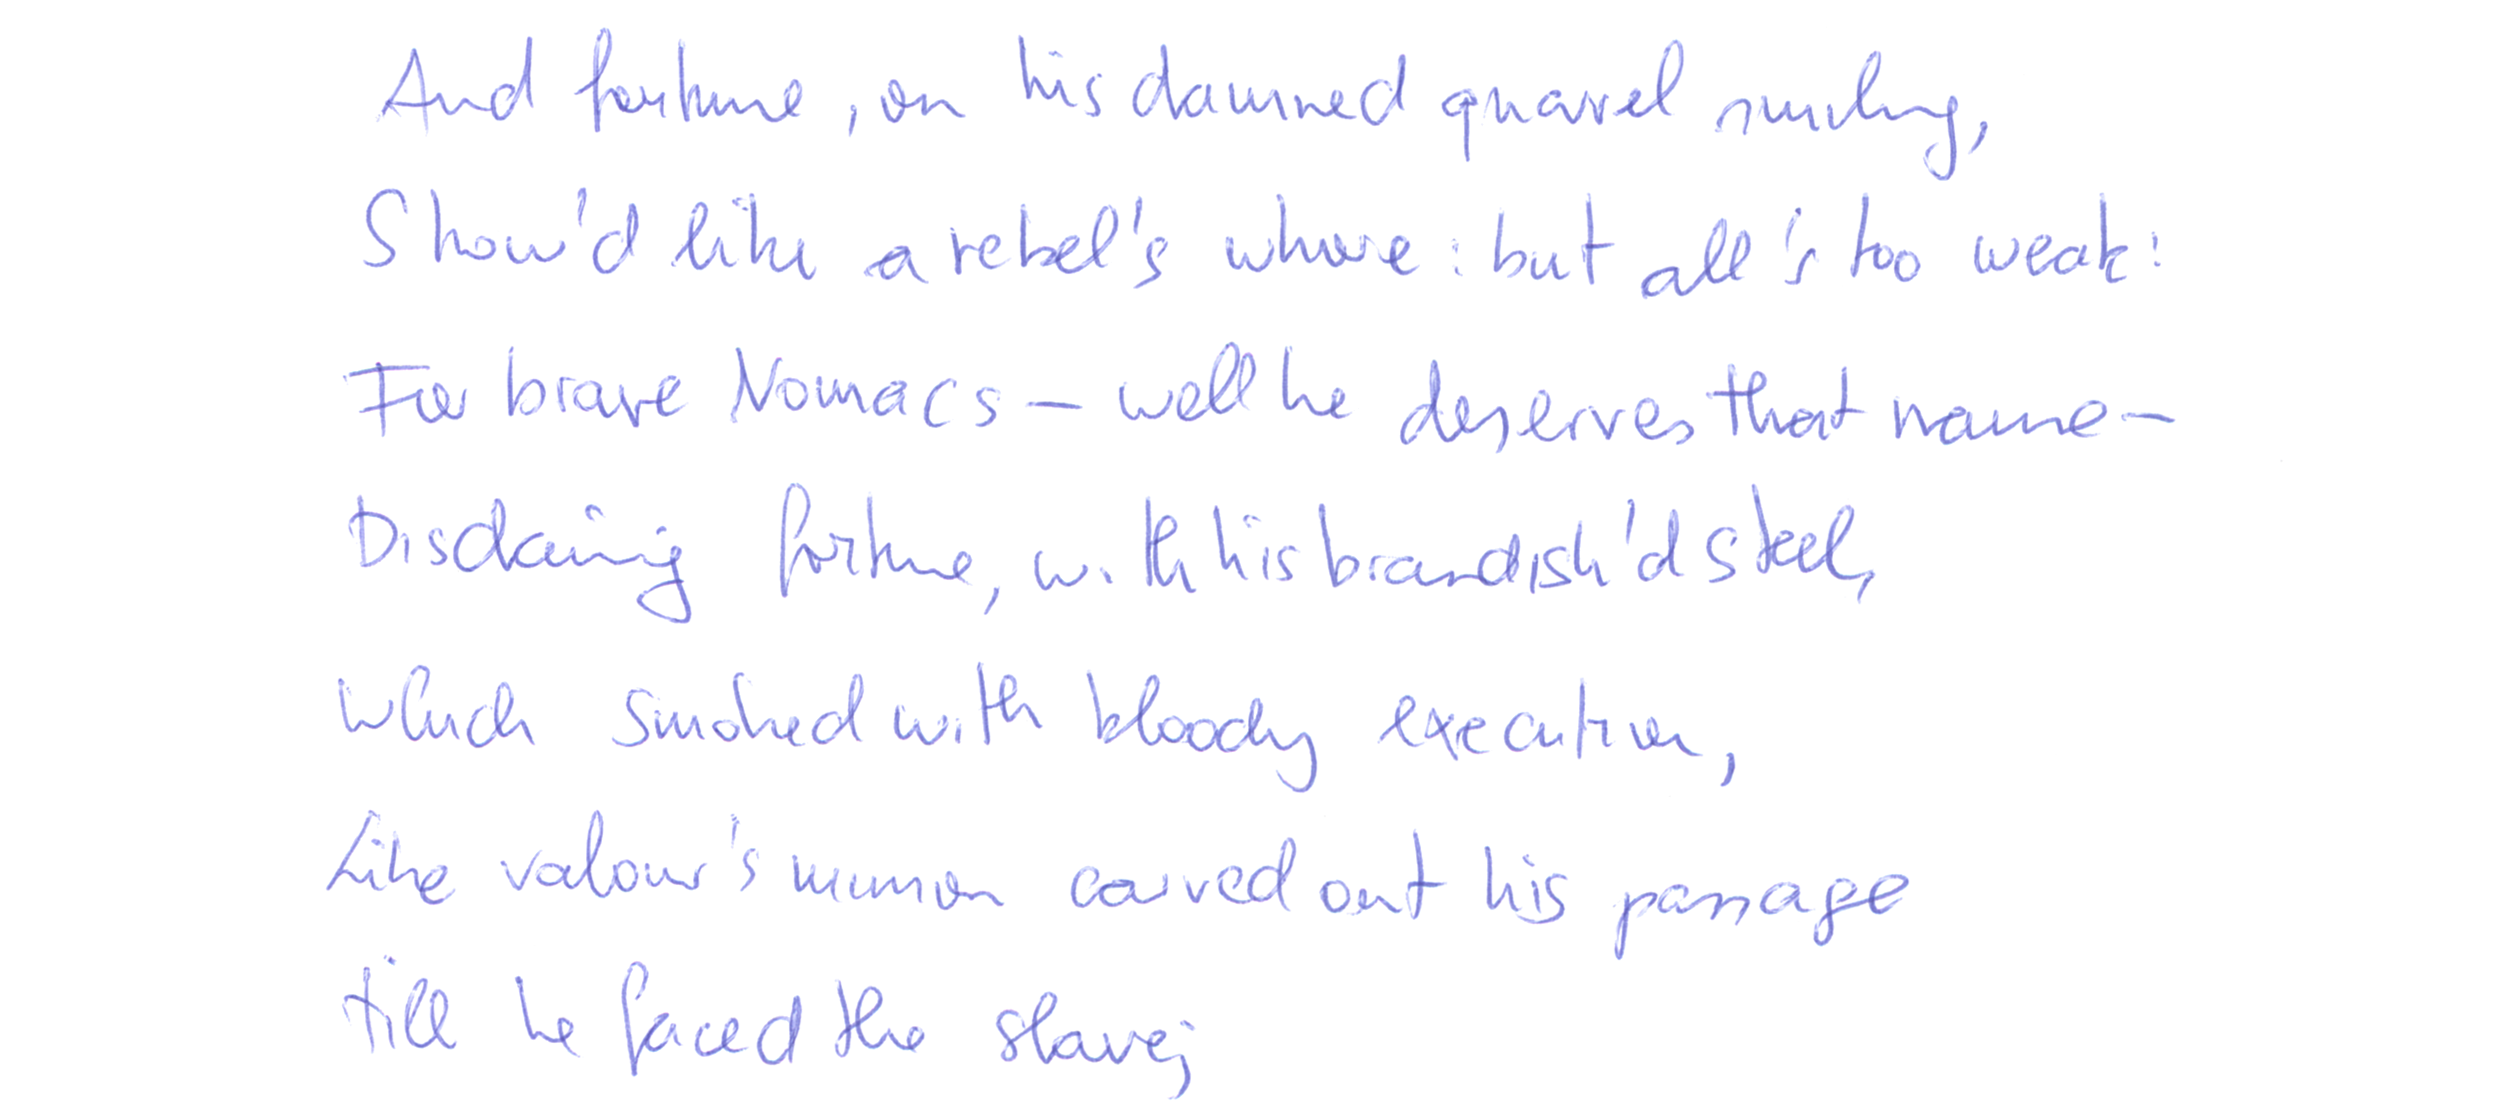 And fortune, on his damned quarrel smiling,
Show'd like a rebel's whore: but all's too weak:
For brave Nomacs - well he deserves that name -
Disdaining fortune, with his brandish'd steel,
Which smoked with bloody execution,
Like valour's minion carved out his passage
till he faced the slave;